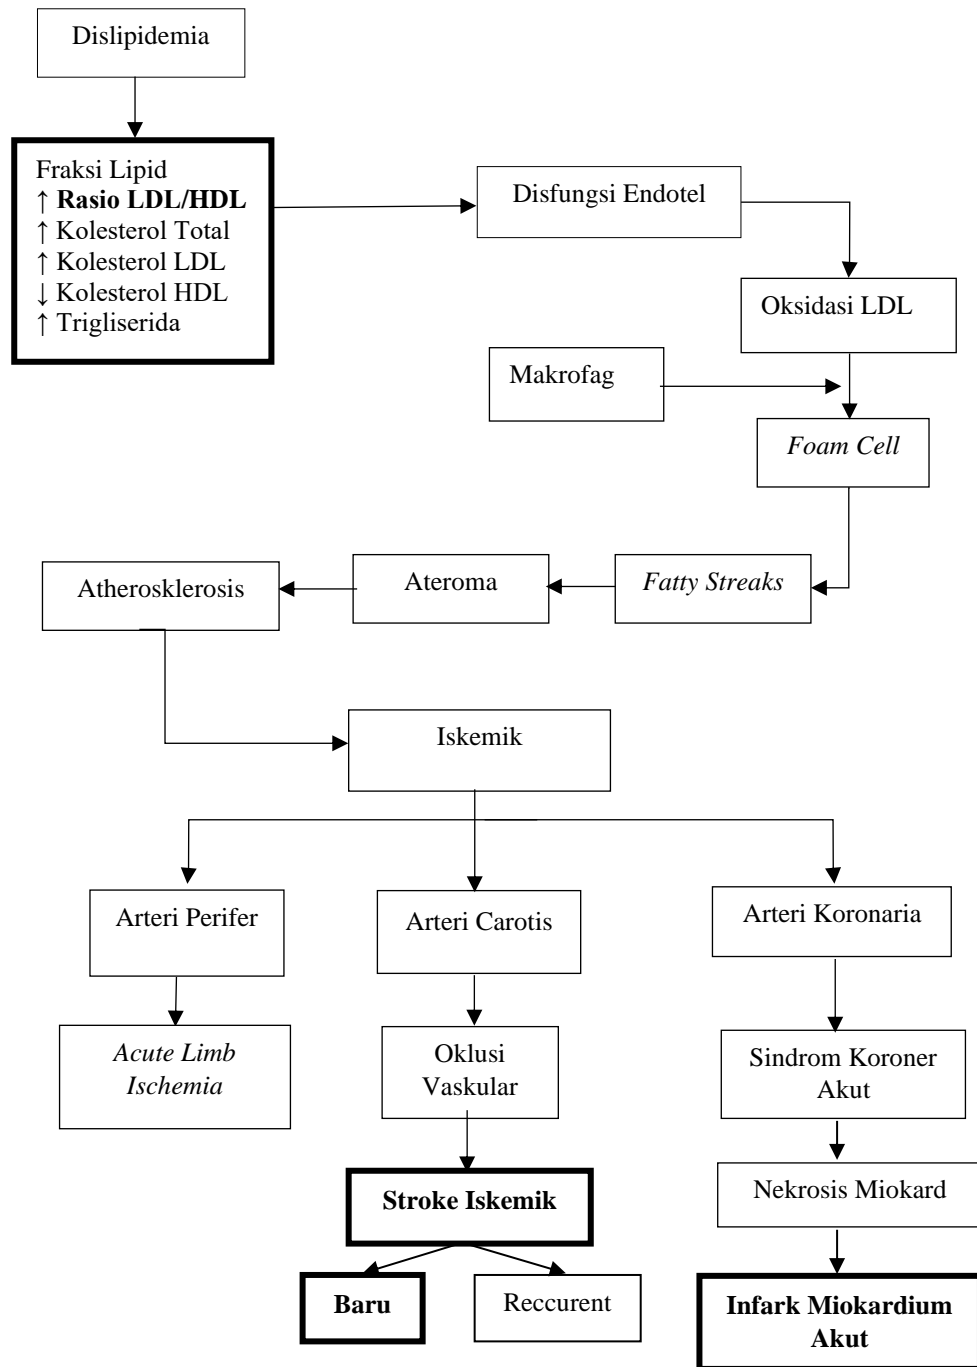 Dislipidemia
Fraksi Lipid
↑ Rasio LDL/HDL
↑ Kolesterol Total
↑ Kolesterol LDL
↓ Kolesterol HDL
↑ Trigliserida
Disfungsi Endotel
Oksidasi LDL
Makrofag
Foam Cell
Fatty Streaks
Ateroma
Atherosklerosis
Iskemik
Arteri Perifer
Arteri Carotis
Arteri Koronaria
Acute Limb
Ischemia
Oklusi
Vaskular
Sindrom Koroner
Akut
Stroke Iskemik
Nekrosis Miokard
Baru
Reccurent
Infark Miokardium
Akut